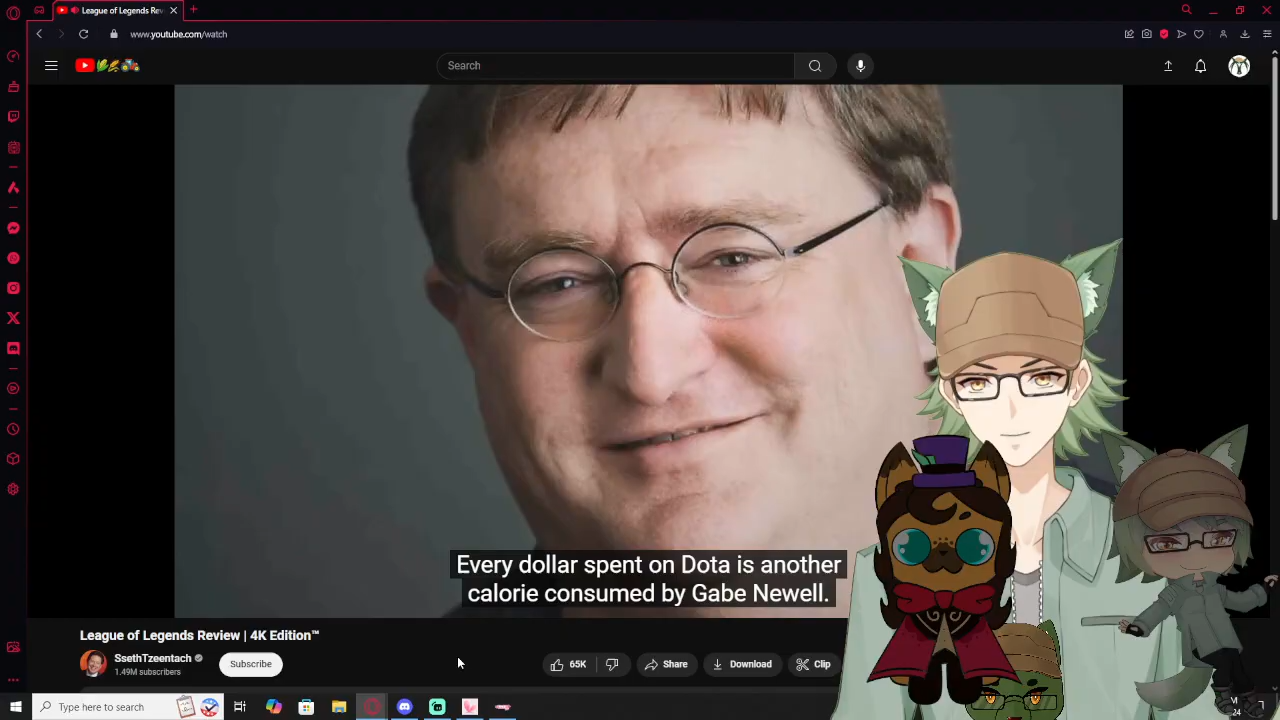 League of Legends Rev
www.youtube.com/watch
Search
Every dollar spent on Dota is another
calorie consumed by Gabe Newell.
League of Legends Review | 4K Edition™
SsethTzeentach
1.49M subscribers
Subscribe
65K
Share
Download
Clip
Type here to search
M
24